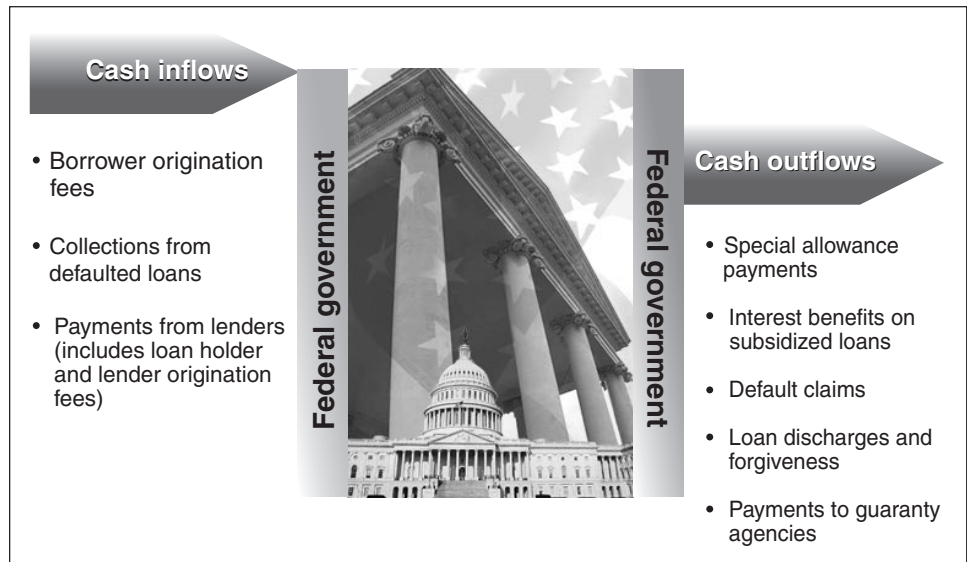 Cash inflows
• Borrower origination
fees
• Collections from
defaulted loans
• Payments from lenders
(includes loan holder
and lender origination
fees)
Federal government
Federal government
Cash outflows
• Special allowance
payments
• Interest benefits on
subsidized loans
• Default claims
• Loan discharges and
forgiveness
• Payments to guaranty
agencies